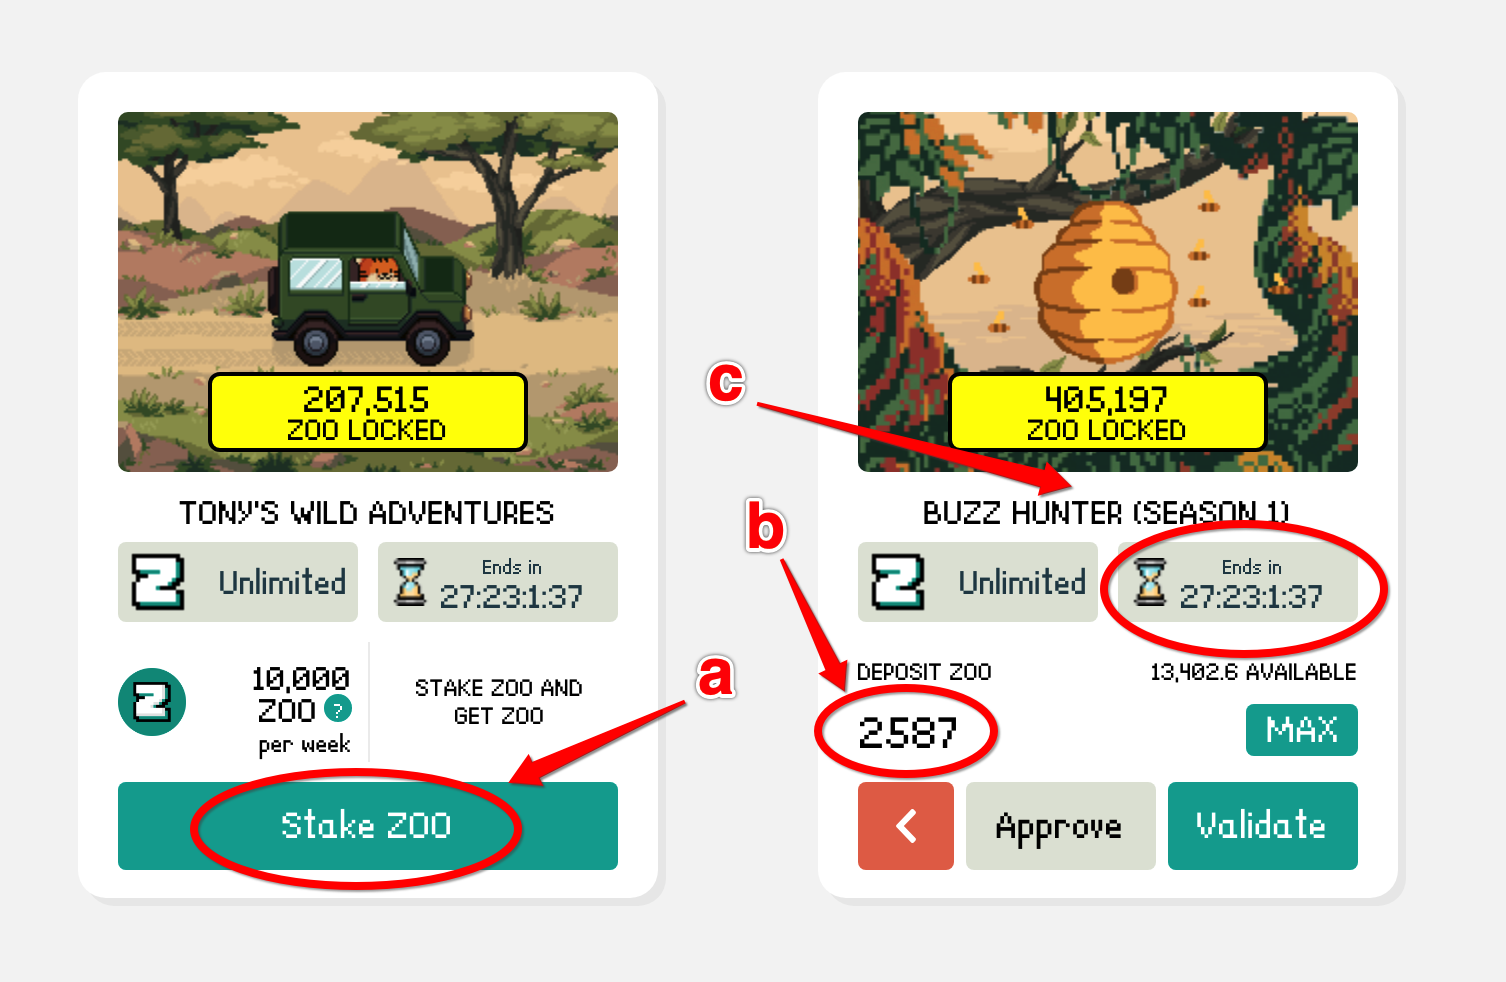 207,515
ZOO LOCKED
TONY'S WILD ADVENTURES
Unlimited
Ends in
27:23:1:37
10,000
ZOO ?
per week
STAKE ZOO AND
GET ZOO
Stake ZOO
a
b
c
405,197
ZOO LOCKED
BUZZ HUNTER (SEASON 1)
Unlimited
Ends in
27:23:1:37
DEPOSIT ZOO
13,402.6 AVAILABLE
2587
MAX
Approve
Validate